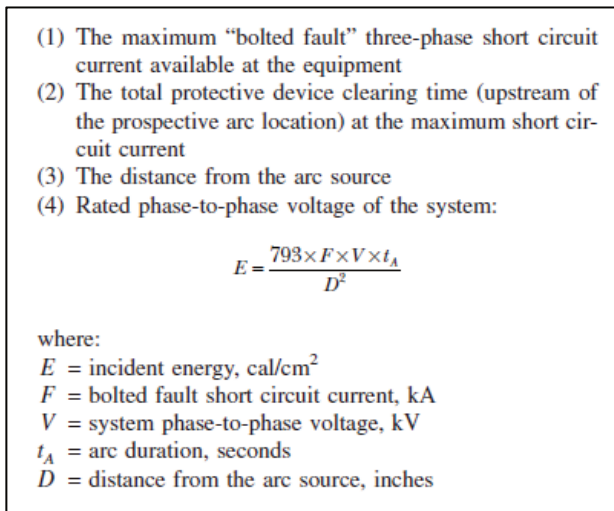 (1) The maximum “bolted fault” three-phase short circuit
current available at the equipment
(2) The total protective device clearing time (upstream of
the prospective arc location) at the maximum short cir-
cuit current
(3) The distance from the arc source
(4) Rated phase-to-phase voltage of the system:
E = 793×F×V×t_A / D²
where:
E = incident energy, cal/cm²
F = bolted fault short circuit current, kA
V = system phase-to-phase voltage, kV
t_A = arc duration, seconds
D = distance from the arc source, inches